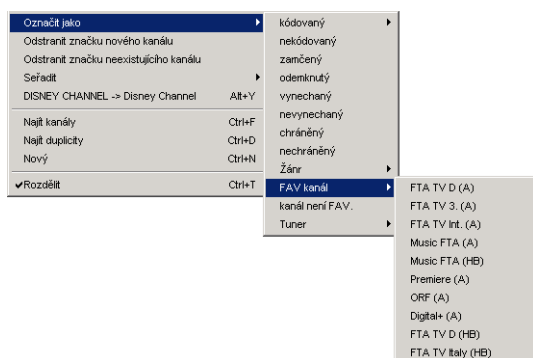 Označit jako
Odstranit značku nového kanálu
Odstranit značku neexistujícího kanálu
Seřadit
DISNEY CHANNEL -> Disney Channel Alt+Y
Najít kanály Ctrl+F
Najít duplicity Ctrl+D
Nový Ctrl+N
Rozdělit Ctrl+T
kódovaný
nekódovaný
zamčený
odemknutý
vynechaný
nevynechaný
chráněný
nechráněný
Žánr
FAV kanál
kanál není FAV.
Tuner
FTA TV D (A)
FTA TV 3. (A)
FTA TV Int. (A)
Music FTA (A)
Music FTA (HB)
Premiere (A)
ORF (A)
Digital+ (A)
FTA TV D (HB)
FTA TV Italy (HB)